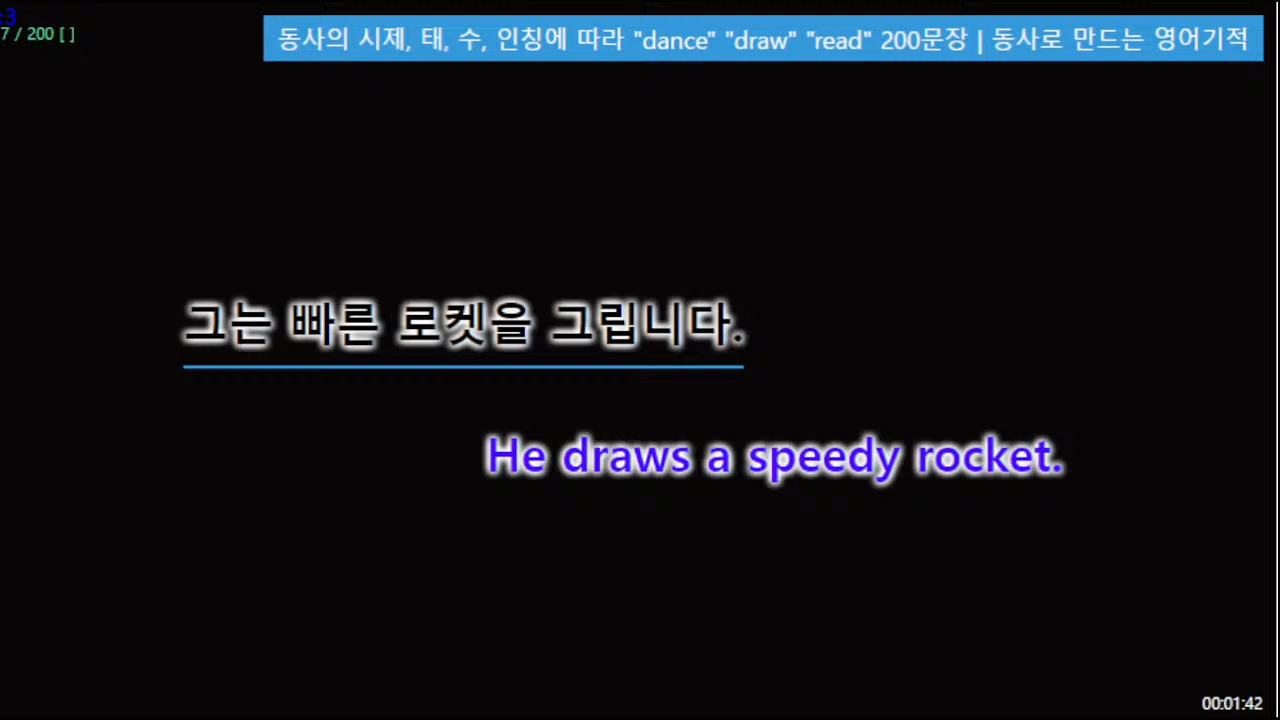 :3
7 / 200 [ ]
동사의 시제, 태, 수, 인칭에 따라 "dance" "draw" "read" 200문장 | 동사로 만드는 영어기적
그는 빠른 로켓을 그립니다.
He draws a speedy rocket.
00:01:42